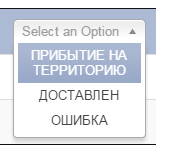 Select an Option ▲
ПРИБЫТИЕ НА
ТЕРРИТОРИЮ
ДОСТАВЛЕН
ОШИБКА